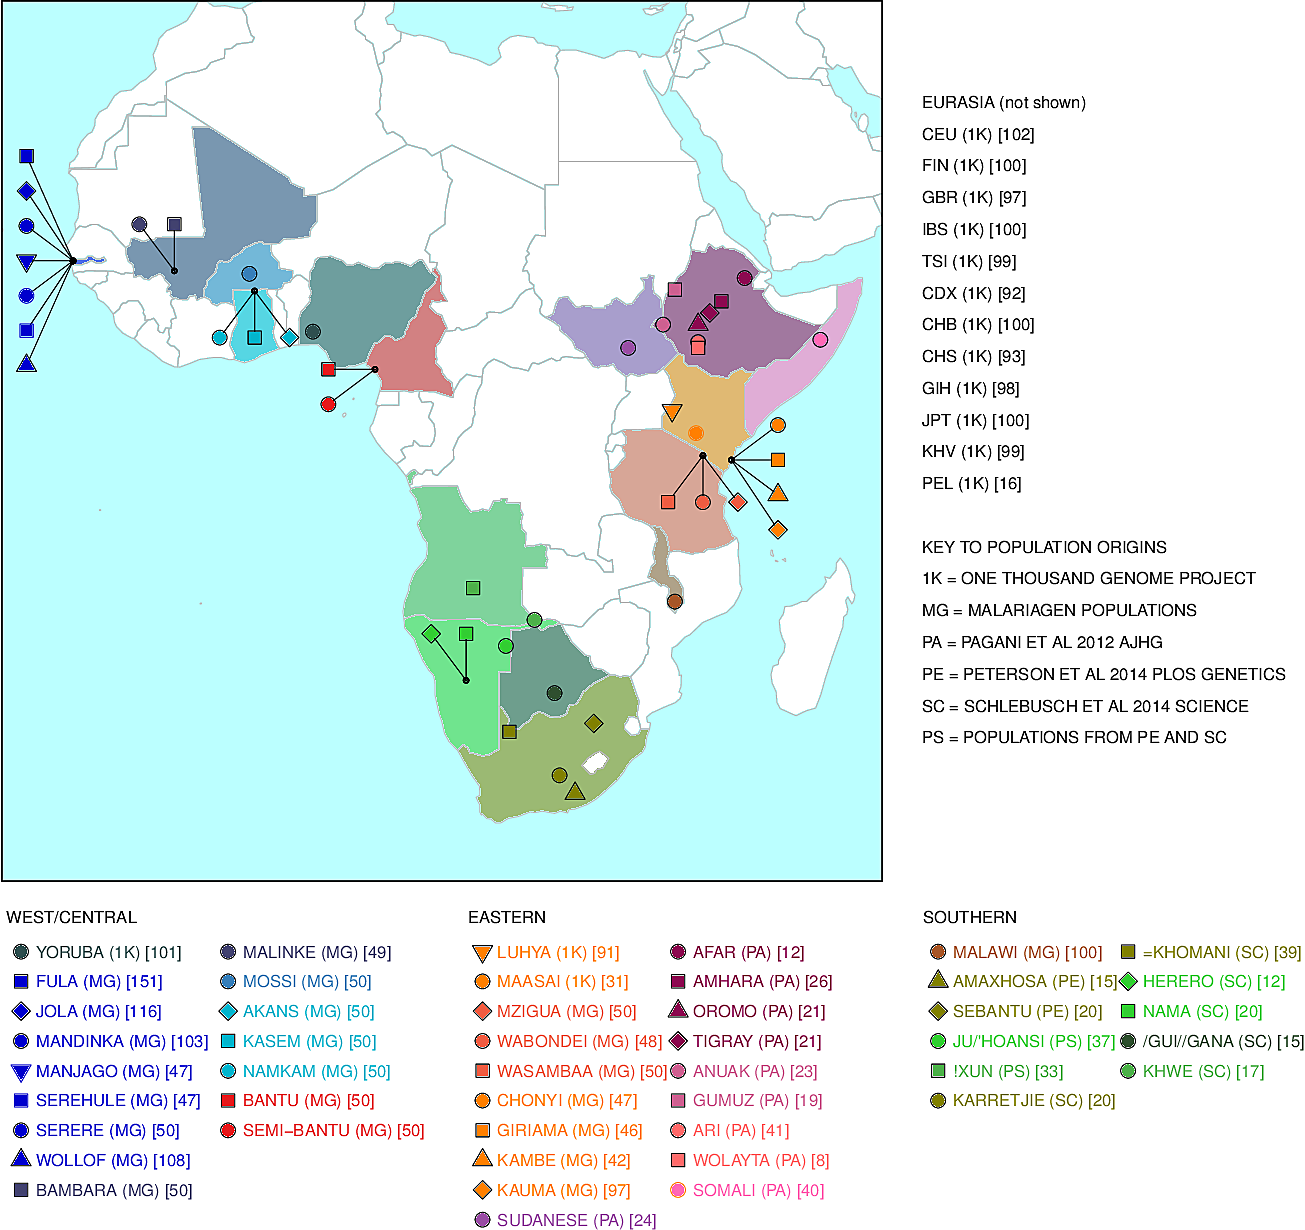 EURASIA (not shown)
CEU (1K) [102]
FIN (1K) [100]
GBR (1K) [97]
IBS (1K) [100]
TSI (1K) [99]
CDX (1K) [92]
CHB (1K) [100]
CHS (1K) [93]
GIH (1K) [98]
JPT (1K) [100]
KHV (1K) [99]
PEL (1K) [16]
KEY TO POPULATION ORIGINS
1K = ONE THOUSAND GENOME PROJECT
MG = MALARIAGEN POPULATIONS
PA = PAGANI ET AL 2012 AJHG
PE = PETERSON ET AL 2014 PLOS GENETICS
SC = SCHLEBUSCH ET AL 2014 SCIENCE
PS = POPULATIONS FROM PE AND SC
WEST/CENTRAL
YORUBA (1K) [101]
FULA (MG) [151]
JOLA (MG) [116]
MANDINKA (MG) [103]
MANJAGO (MG) [47]
SEREHULE (MG) [47]
SERERE (MG) [50]
WOLLOF (MG) [108]
BAMBARA (MG) [50]
MALINKE (MG) [49]
MOSSI (MG) [50]
AKANS (MG) [50]
KASEM (MG) [50]
NAMKAM (MG) [50]
BANTU (MG) [50]
SEMI−BANTU (MG) [50]
EASTERN
LUHYA (1K) [91]
MAASAI (1K) [31]
MZIGUA (MG) [50]
WABONDEI (MG) [48]
WASAMBAA (MG) [50]
CHONYI (MG) [47]
GIRIAMA (MG) [46]
KAMBE (MG) [42]
KAUMA (MG) [97]
SUDANESE (PA) [24]
AFAR (PA) [12]
AMHARA (PA) [26]
OROMO (PA) [21]
TIGRAY (PA) [21]
ANUAK (PA) [23]
GUMUZ (PA) [19]
ARI (PA) [41]
WOLAYTA (PA) [8]
SOMALI (PA) [40]
SOUTHERN
MALAWI (MG) [100]
AMAXHOSA (PE) [15]
SEBANTU (PE) [20]
JU/'HOANSI (PS) [37]
!XUN (PS) [33]
KARRETJIE (SC) [20]
=KHOMANI (SC) [39]
HERERO (SC) [12]
NAMA (SC) [20]
/GUI//GANA (SC) [15]
KHWE (SC) [17]